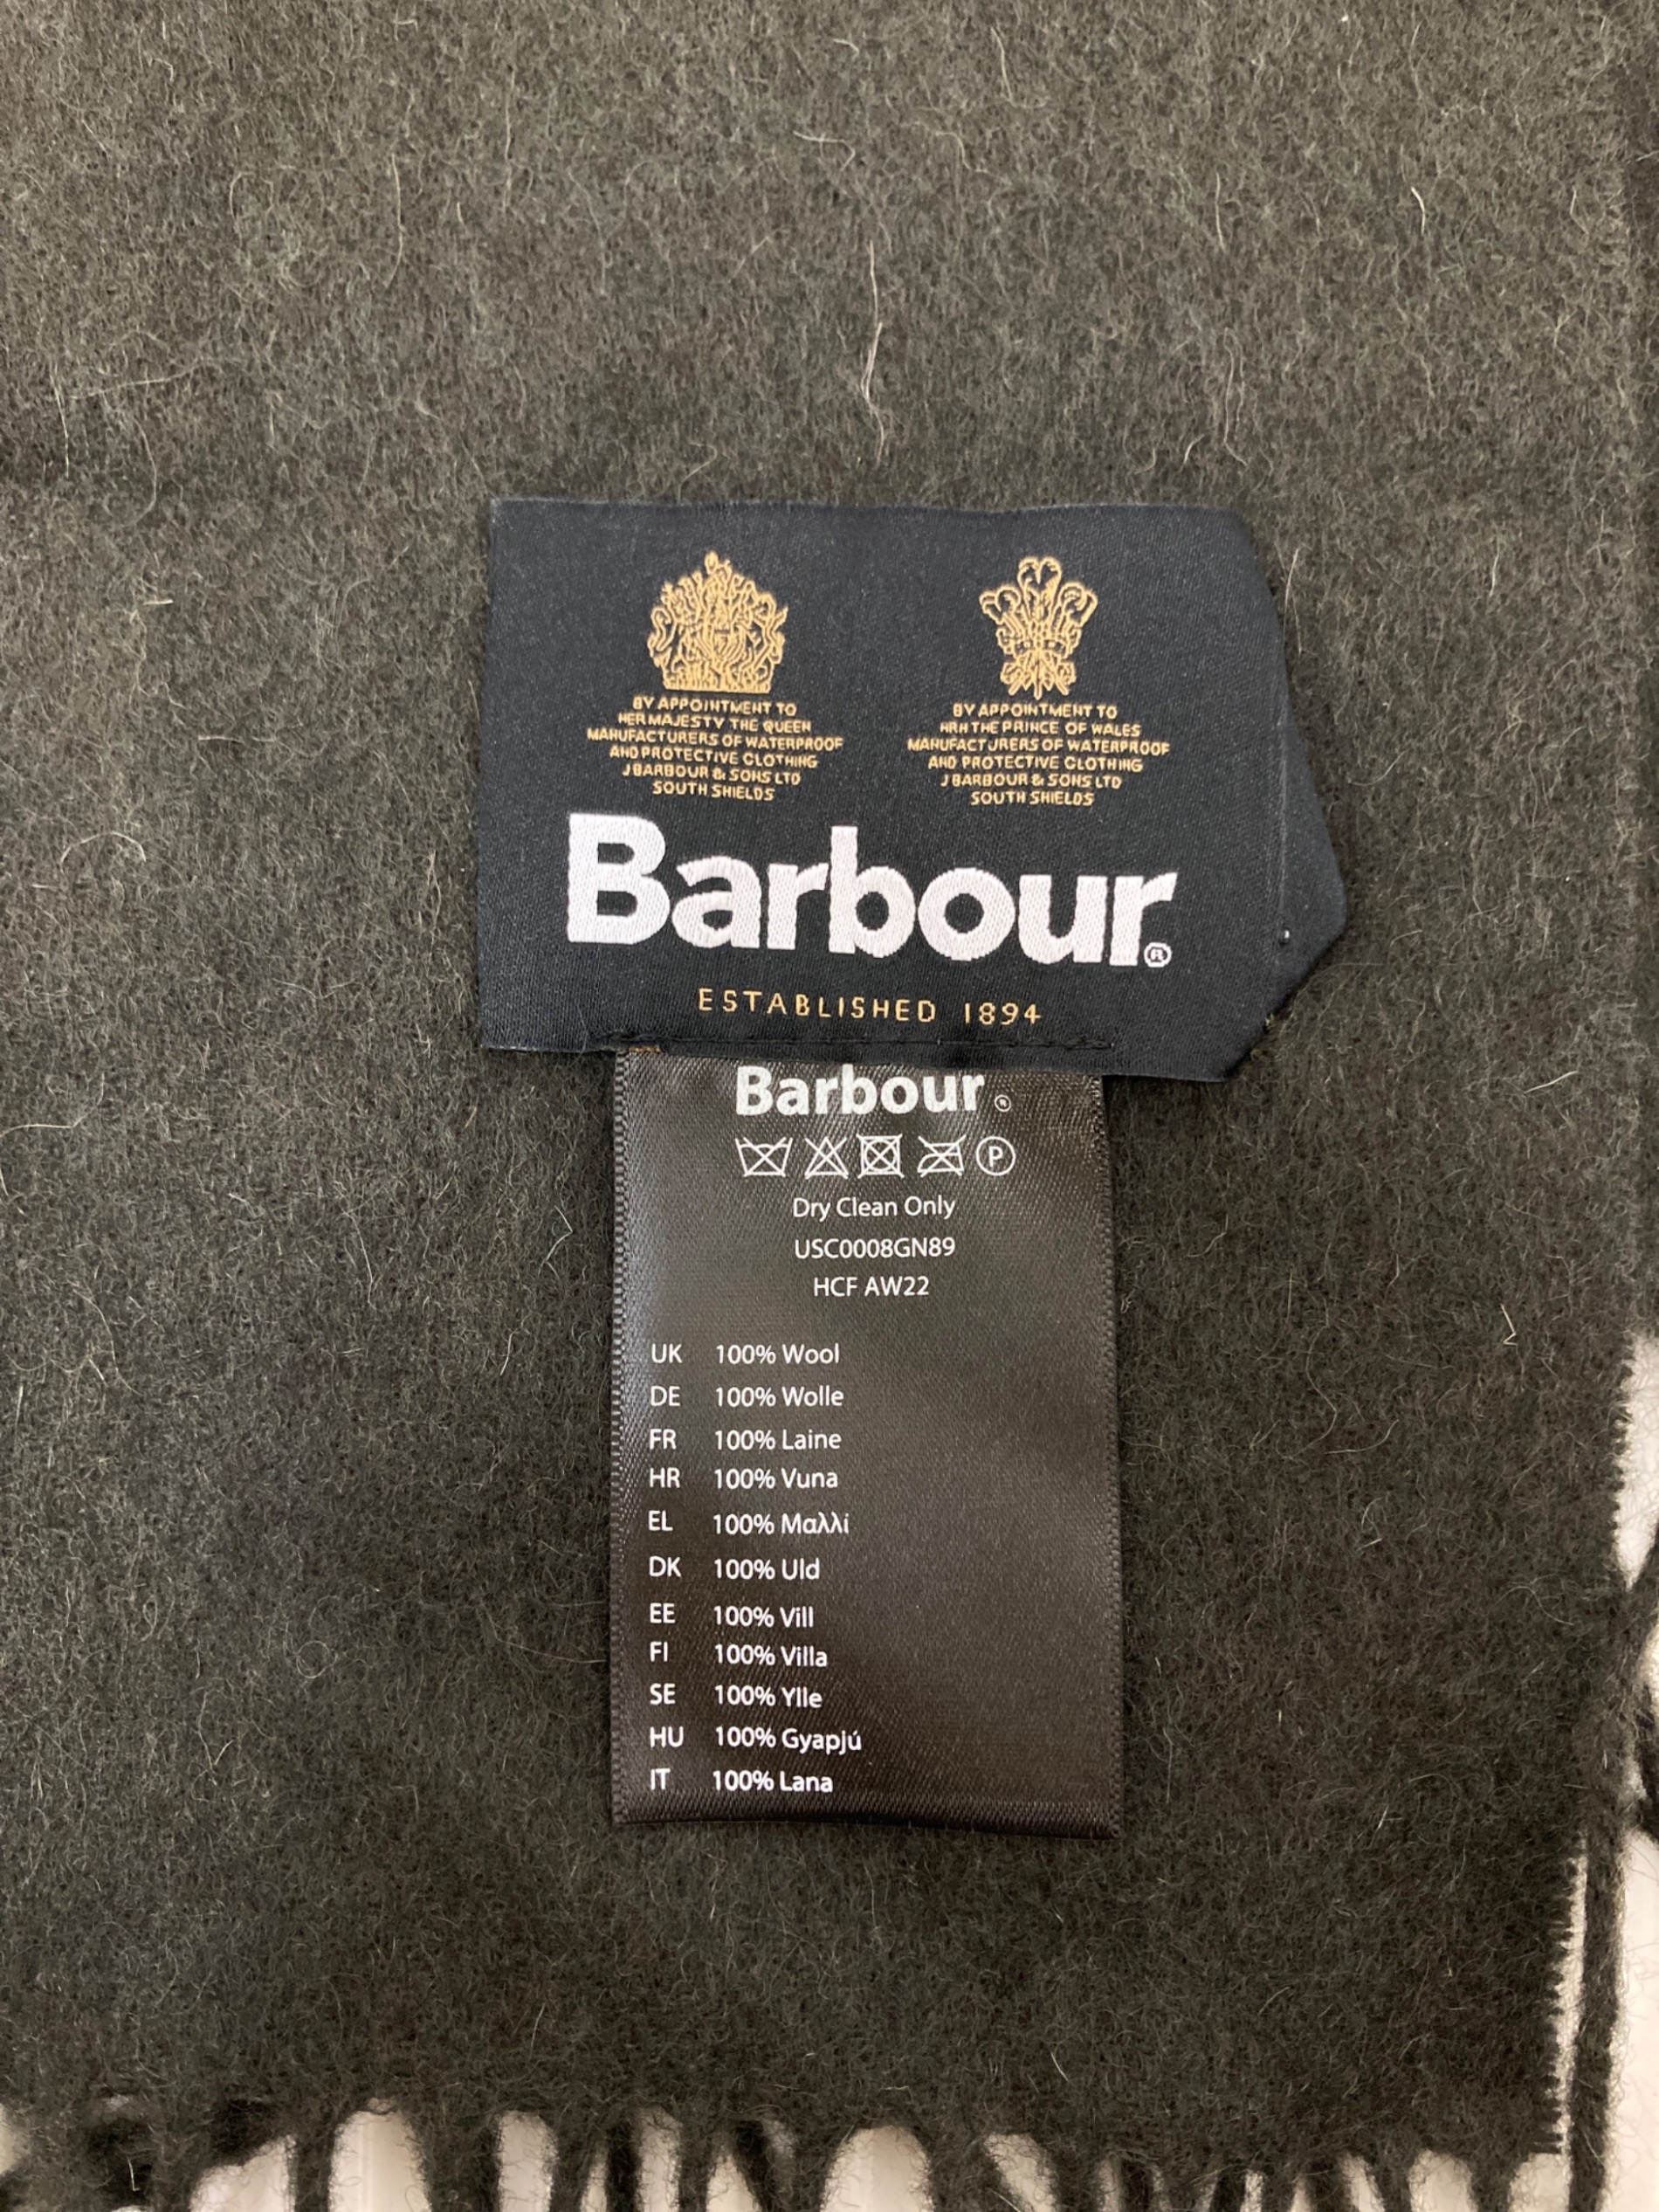 BY APPOINTMENT TO
HER MAJESTY THE QUEEN
MANUFACTURERS OF WATERPROOF
AND PROTECTIVE CLOTHING
J BARBOUR & SONS LTD
SOUTH SHIELDS
BY APPOINTMENT TO
HRH THE PRINCE OF WALES
MANUFACTURERS OF WATERPROOF
AND PROTECTIVE CLOTHING
J BARBOUR & SONS LTD
SOUTH SHIELDS
Barbour®
ESTABLISHED 1894
Barbour®
P
Dry Clean Only
USC0008GN89
HCF AW22
UK 100% Wool
DE 100% Wolle
FR 100% Laine
HR 100% Vuna
EL 100% Μαλλί
DK 100% Uld
EE 100% Vill
FI 100% Villa
SE 100% Ylle
HU 100% Gyapjú
IT 100% Lana